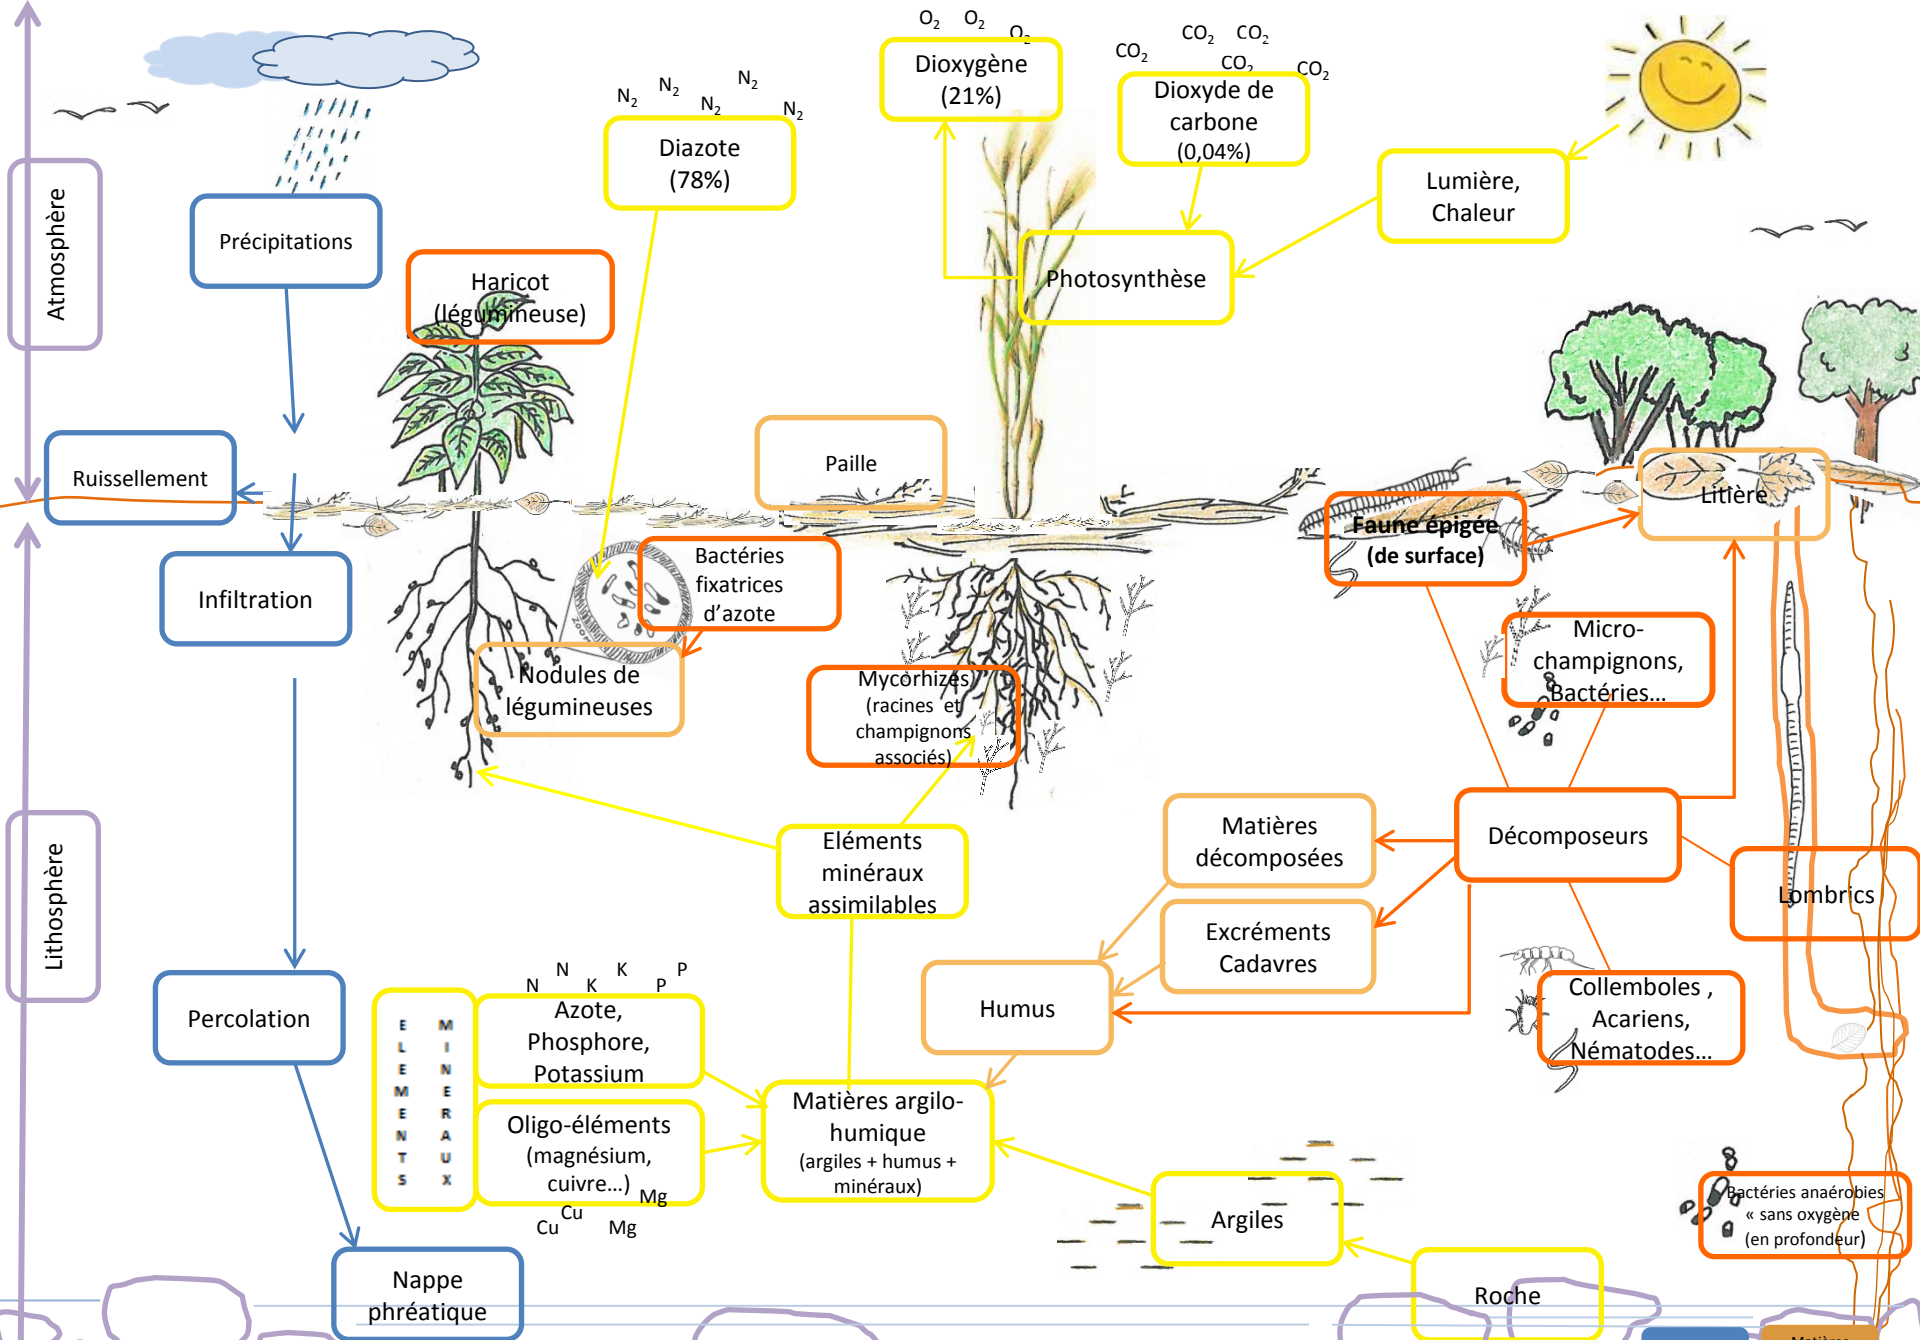 O2 O2 O2
CO2 CO2 CO2 CO2 CO2
N2 N2 N2 N2 N2
Dioxygène
(21%)
Dioxyde de
carbone
(0,04%)
Diazote
(78%)
Lumière,
Chaleur
Atmosphère
Précipitations
Haricot
(légumineuse)
Photosynthèse
Ruissellement
Paille
Litière
Faune épigée
(de surface)
Infiltration
Bactéries
fixatrices
d'azote
ZOOM
Nodules de
légumineuses
Mycorhizes
(racines et
champignons
associés)
Micro-
champignons,
Bactéries...
Lithosphère
Eléments
minéraux
assimilables
Matières
décomposées
Décomposeurs
Lombrics
Excréments
Cadavres
Humus
Collemboles ,
Acariens,
Nématodes...
Percolation
N N K K P P
ELEMENTS
MINERAUX
Azote,
Phosphore,
Potassium
Oligo-éléments
(magnésium,
cuivre...)
Cu Cu Mg Mg
Matières argilo-
humique
(argiles + humus +
minéraux)
Argiles
Bactéries anaérobies
« sans oxygène
(en profondeur)
Nappe
phréatique
Roche
Matières